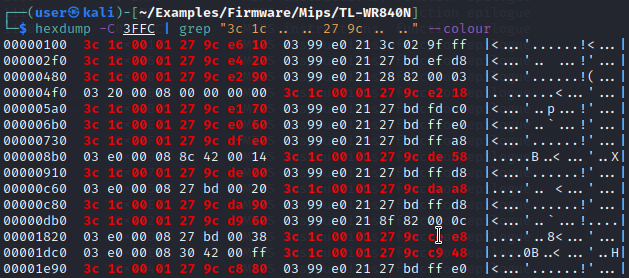 ┌──(user㉿kali)-[~/Examples/Firmware/Mips/TL-WR840N]
└─$ hexdump -C 3FFC | grep "3c 1c .. .. 27 9c .. .." --colour
00000100 3c 1c 00 01 27 9c e6 10 03 99 e0 21 3c 02 9f ff |<...'......!<...
000002f0 3c 1c 00 01 27 9c e4 20 03 99 e0 21 27 bd ef d8 |<...'.. ...!'...
00000480 3c 1c 00 01 27 9c e2 90 03 99 e0 21 28 82 00 03 |<...'......!(...
000004f0 03 20 00 08 00 00 00 00 3c 1c 00 01 27 9c e2 18 |. ......<...'...
000005a0 3c 1c 00 01 27 9c e1 70 03 99 e0 21 27 bd fd c0 |<...'..p...!'...
000006b0 3c 1c 00 01 27 9c e0 60 03 99 e0 21 27 bd ff e0 |<...'..`...!'...
00000730 3c 1c 00 01 27 9c df e0 03 99 e0 21 27 bd ff a8 |<...'......!'...
000008b0 03 e0 00 08 8c 42 00 14 3c 1c 00 01 27 9c de 58 |.....B..<...'..X
00000910 3c 1c 00 01 27 9c de 00 03 99 e0 21 27 bd ff d8 |<...'......!'...
00000c60 03 e0 00 08 27 bd 00 20 3c 1c 00 01 27 9c da a8 |....'.. <...'...
00000c80 3c 1c 00 01 27 9c da 90 03 99 e0 21 27 bd ff d8 |<...'......!'...
00000db0 3c 1c 00 01 27 9c d9 60 03 99 e0 21 8f 82 00 0c |<...'..`...!....
00001820 03 e0 00 08 27 bd 00 38 3c 1c 00 01 27 9c e8 |....'..8<...'...
00001dc0 03 e0 00 08 30 42 00 ff 3c 1c 00 01 27 9c c9 48 |....0B..<...'..H
00001e90 3c 1c 00 01 27 9c c8 80 03 99 e0 21 27 bd ff e0 |<...'......!'...